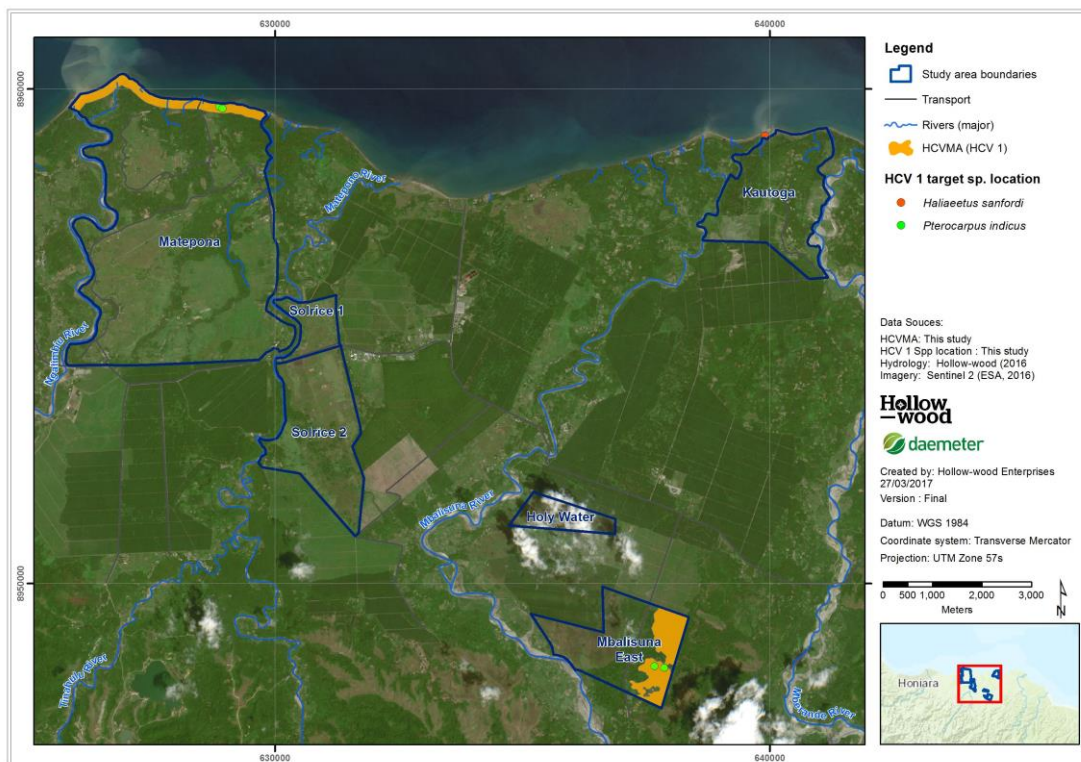 630000
640000
8960000
8950000
630000
640000
Matepona
Matepono River
Kautoga
Solrice 1
Ngalimbiu River
Solrice 2
Mbalisuna River
Holy Water
Mbalisuna
East
Tinahulu River
Legend
Study area boundaries
Transport
Rivers (major)
HCVMA (HCV 1)
HCV 1 target sp. location
Haliaeetus sanfordi
Pterocarpus indicus
Data Souces:
HCVMA: This study
HCV 1 Spp location : This study
Hydrology: Hollow-wood (2016
Imagery: Sentinel 2 (ESA, 2016)
Hollow
wood
daemeter
Created by: Hollow-wood Enterprises
27/03/2017
Version : Final
Datum: WGS 1984
Coordinate system: Transverse Mercator
Projection: UTM Zone 57s
0 500 1,000 2,000 3,000
Meters
N
Honiara